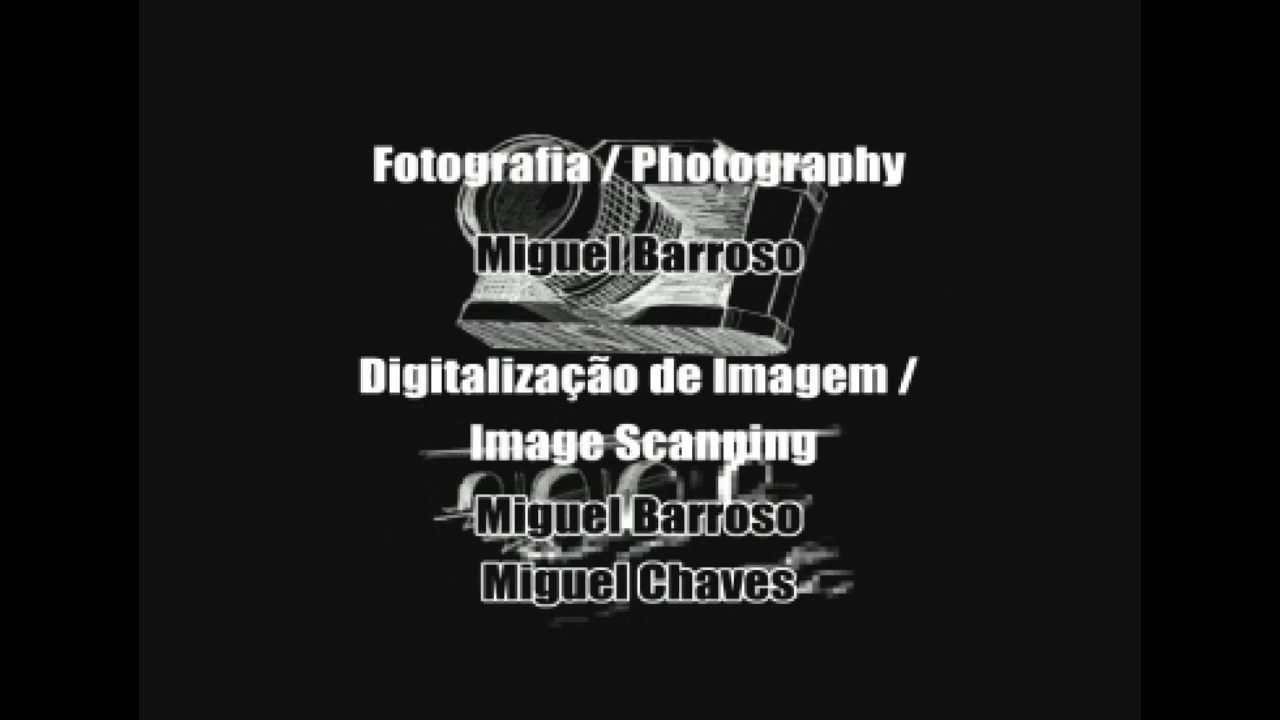 Fotografia / Photography
Miguel Barroso
Digitalização de Imagem /
Image Scanning
Miguel Barroso
Miguel Chaves